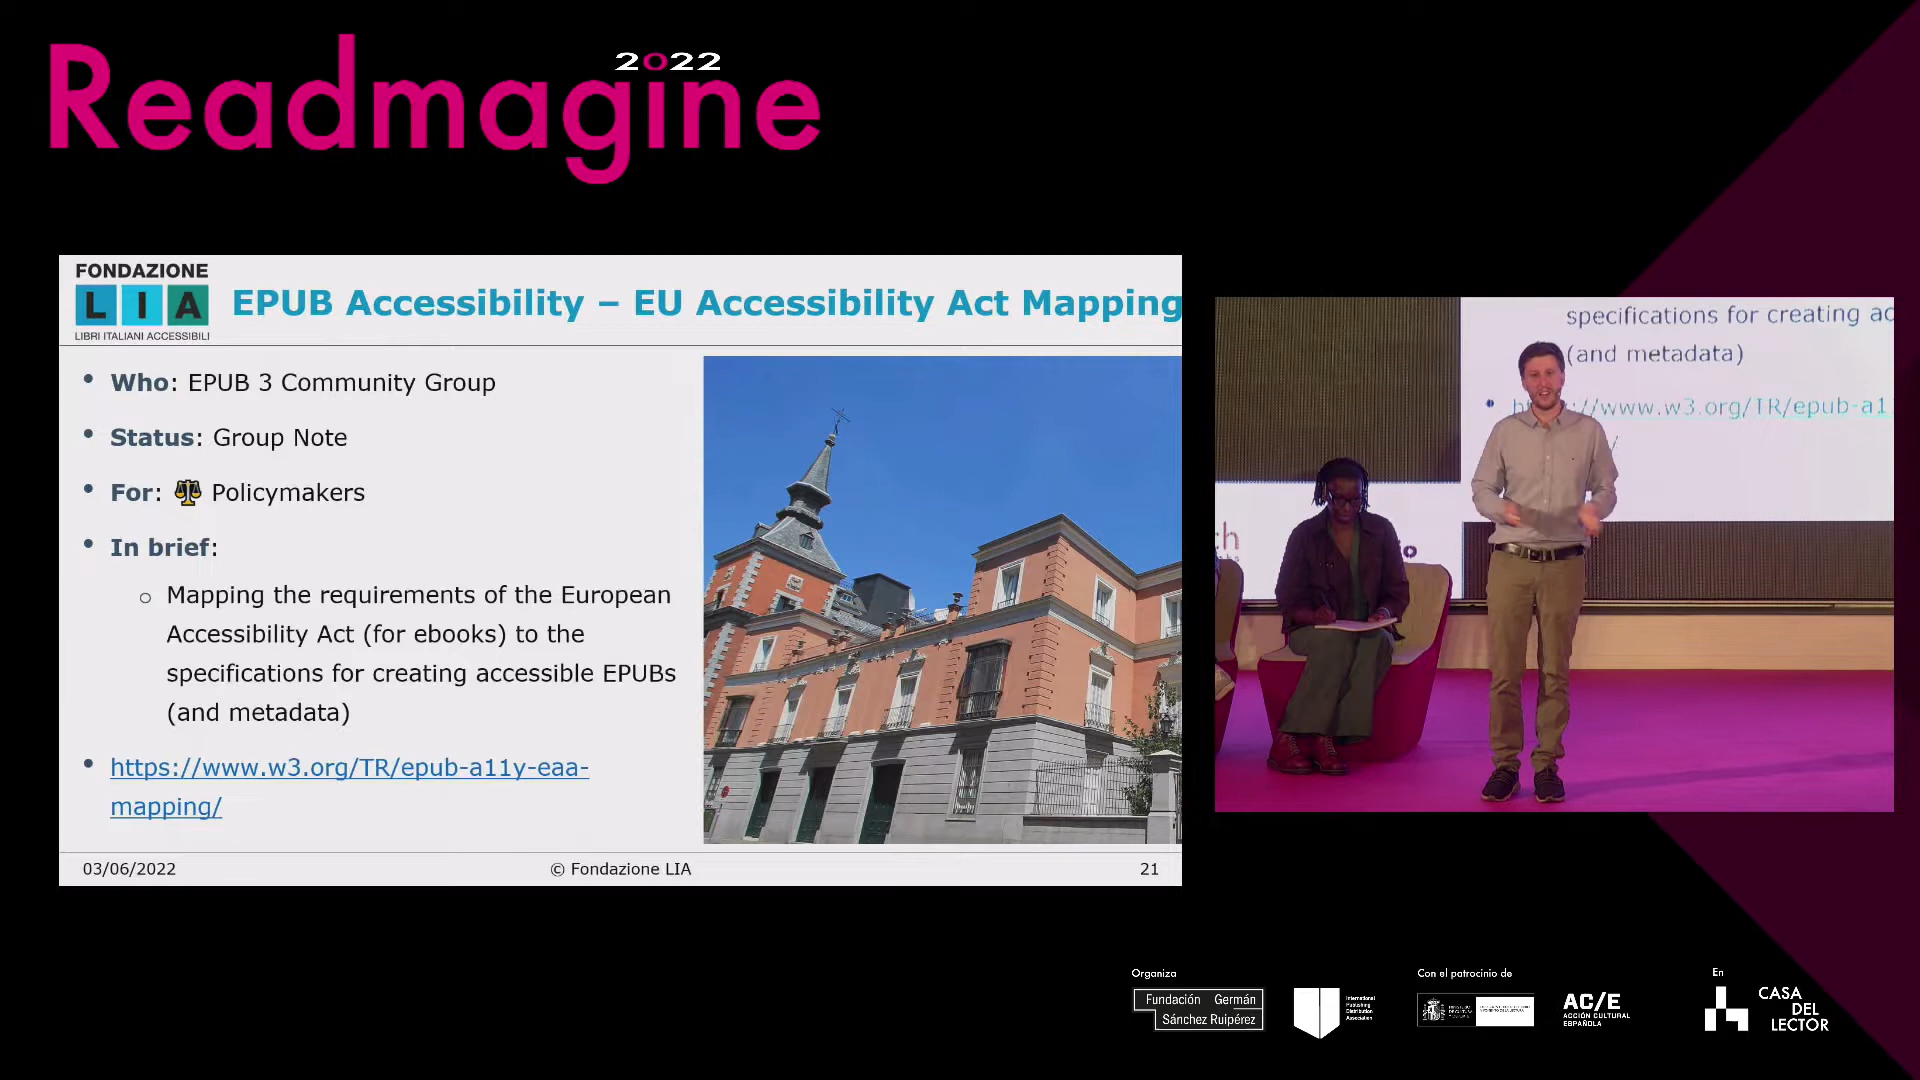 2022
Readmagine
FONDAZIONE
LIA
LIBRI ITALIANI ACCESSIBILI
EPUB Accessibility – EU Accessibility Act Mapping
• Who: EPUB 3 Community Group
• Status: Group Note
• For: Policymakers
• In brief:
o Mapping the requirements of the European
Accessibility Act (for ebooks) to the
specifications for creating accessible EPUBs
(and metadata)
• https://www.w3.org/TR/epub-a11y-eaa-
mapping/
03/06/2022
© Fondazione LIA
21
specifications for creating ac
(and metadata)
://www.w3.org/TR/epub-a1
Organiza
Fundación Germán
Sánchez Ruipérez
International
Publishing
Distribution
Association
Con el patrocinio de
AC/E
ACCIÓN CULTURAL
ESPAÑOLA
En
CASA
DEL
LECTOR